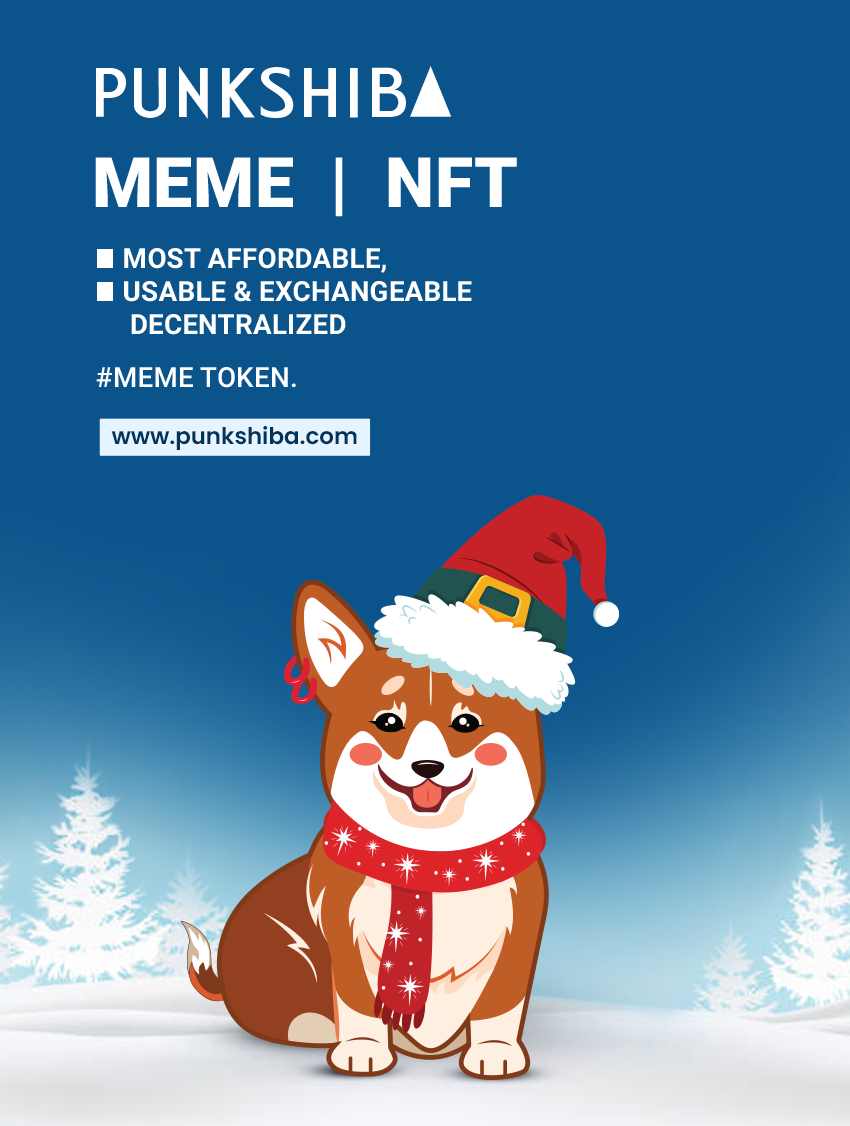 PUNKSHIBA
MEME | NFT
■ MOST AFFORDABLE,
■ USABLE & EXCHANGEABLE
DECENTRALIZED
#MEME TOKEN.
www.punkshiba.com